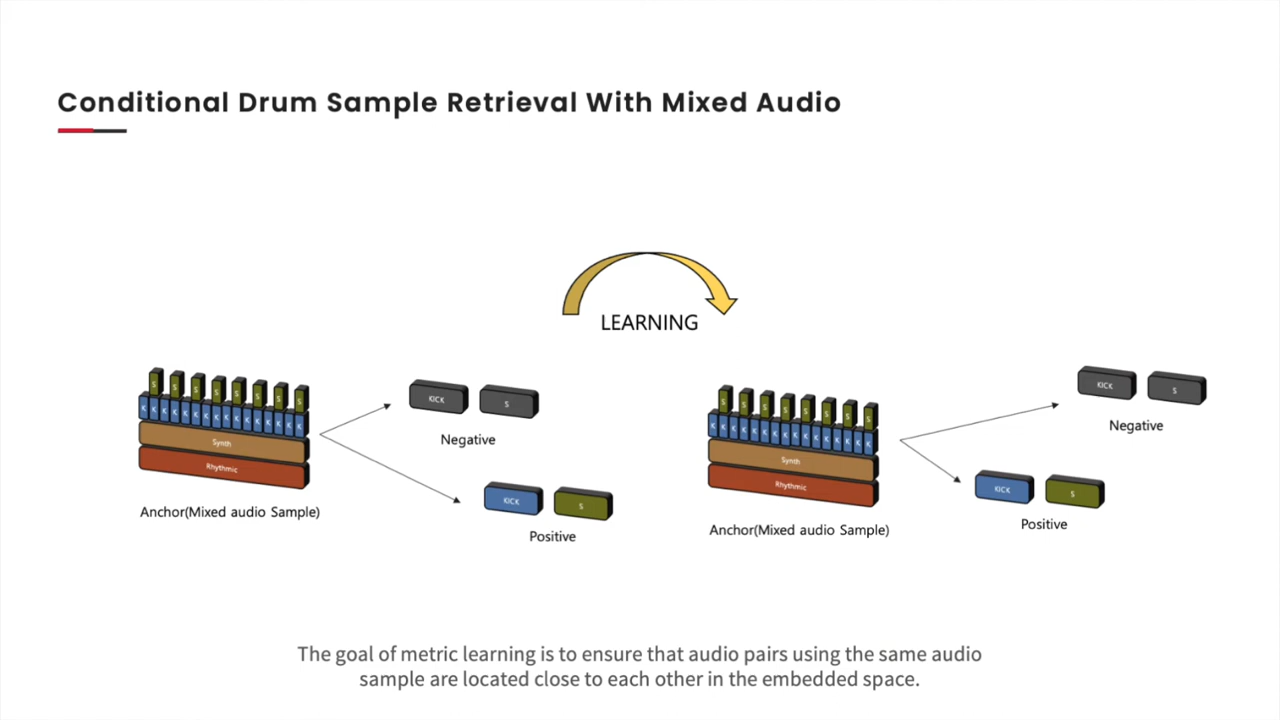 Conditional Drum Sample Retrieval With Mixed Audio
LEARNING
S S S S S S S S
K K K K K K K K K K K K K K K K
Synth
Rhythmic
Anchor(Mixed audio Sample)
KICK S
Negative
KICK S
Positive
S S S S S S S S
K K K K K K K K K K K K K K K K
Synth
Rhythmic
Anchor(Mixed audio Sample)
KICK S
Negative
KICK S
Positive
The goal of metric learning is to ensure that audio pairs using the same audio
sample are located close to each other in the embedded space.